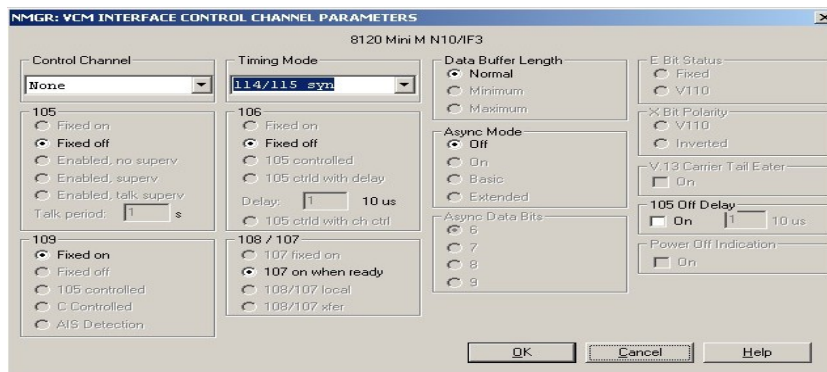 NMGR: VCM INTERFACE CONTROL CHANNEL PARAMETERS
8120 Mini M N10/IF3
Control Channel
None
Timing Mode
114/115 syn
Data Buffer Length
Normal
Minimum
Maximum
E Bit Status
Fixed
V110
105
Fixed on
Fixed off
Enabled, no superv
Enabled, superv
Enabled, talk superv
Talk period: 1 s
106
Fixed on
Fixed off
105 controlled
105 ctrld with delay
Delay: 1 10 us
105 ctrld with ch ctrl
Async Mode
Off
On
Basic
Extended
X Bit Polarity
V110
Inverted
V.13 Carrier Tail Eater
On
105 Off Delay
On 1 10 us
109
Fixed on
Fixed off
105 controlled
C Controlled
AIS Detection
108 / 107
107 fixed on
107 on when ready
108/107 local
108/107 xfer
Async Data Bits
6
7
8
9
Power Off Indication
On
OK
Cancel
Help